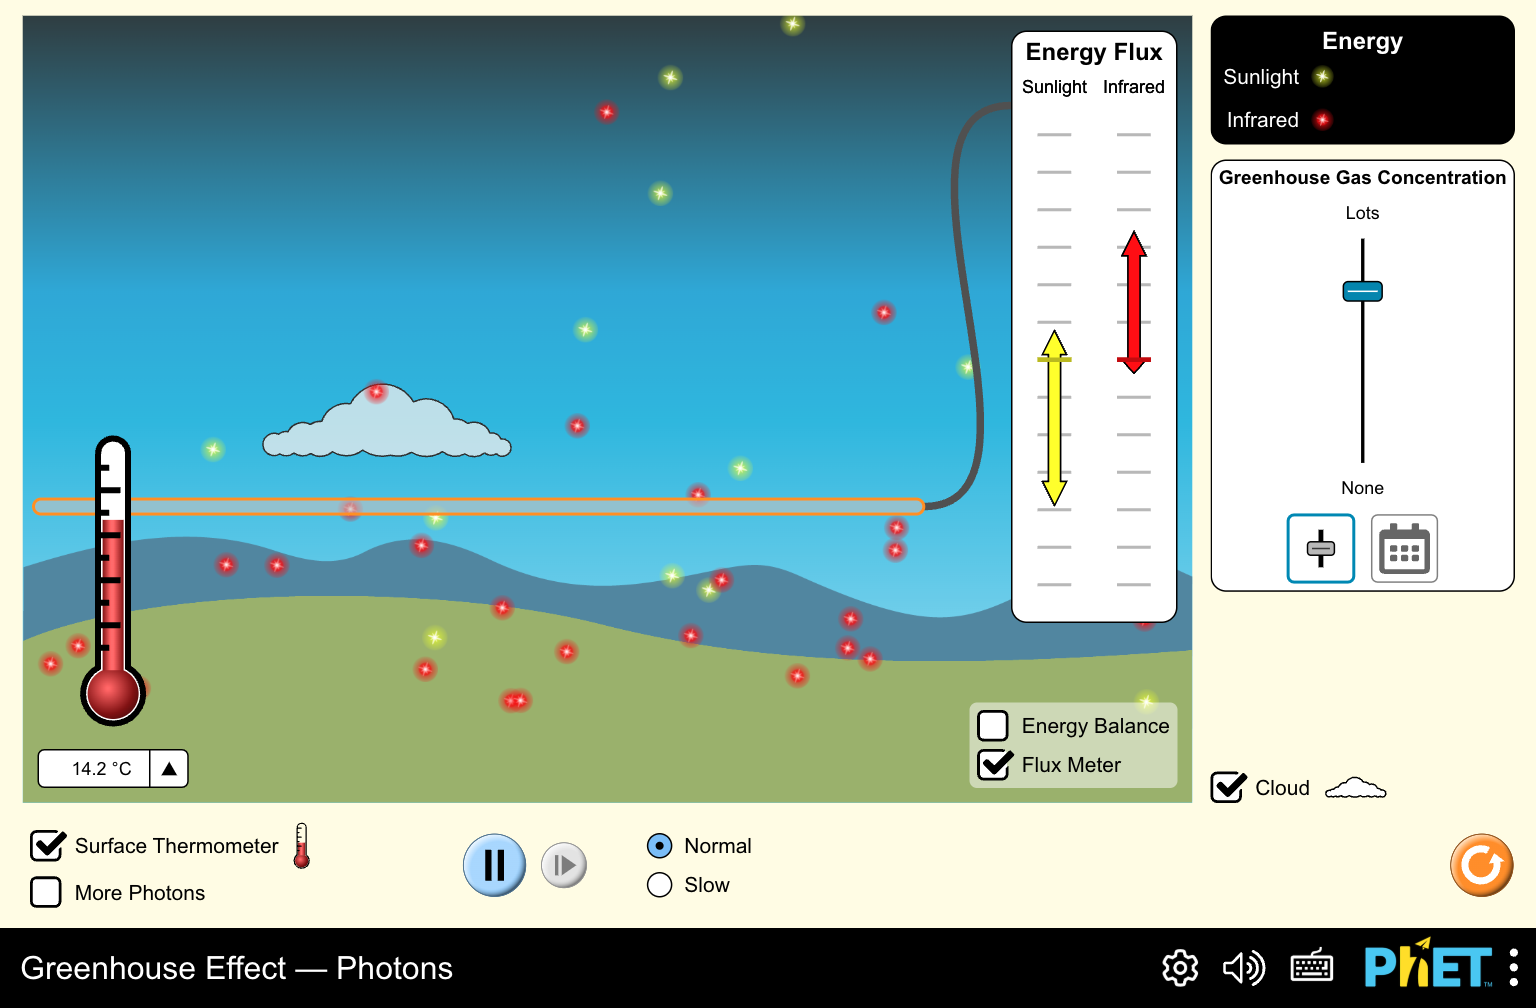 Energy Flux
Sunlight Infrared
Energy
Sunlight
Infrared
Greenhouse Gas Concentration
Lots
None
14.2 °C
Energy Balance
Flux Meter
Cloud
Surface Thermometer
More Photons
Normal
Slow
Greenhouse Effect — Photons
PhET™